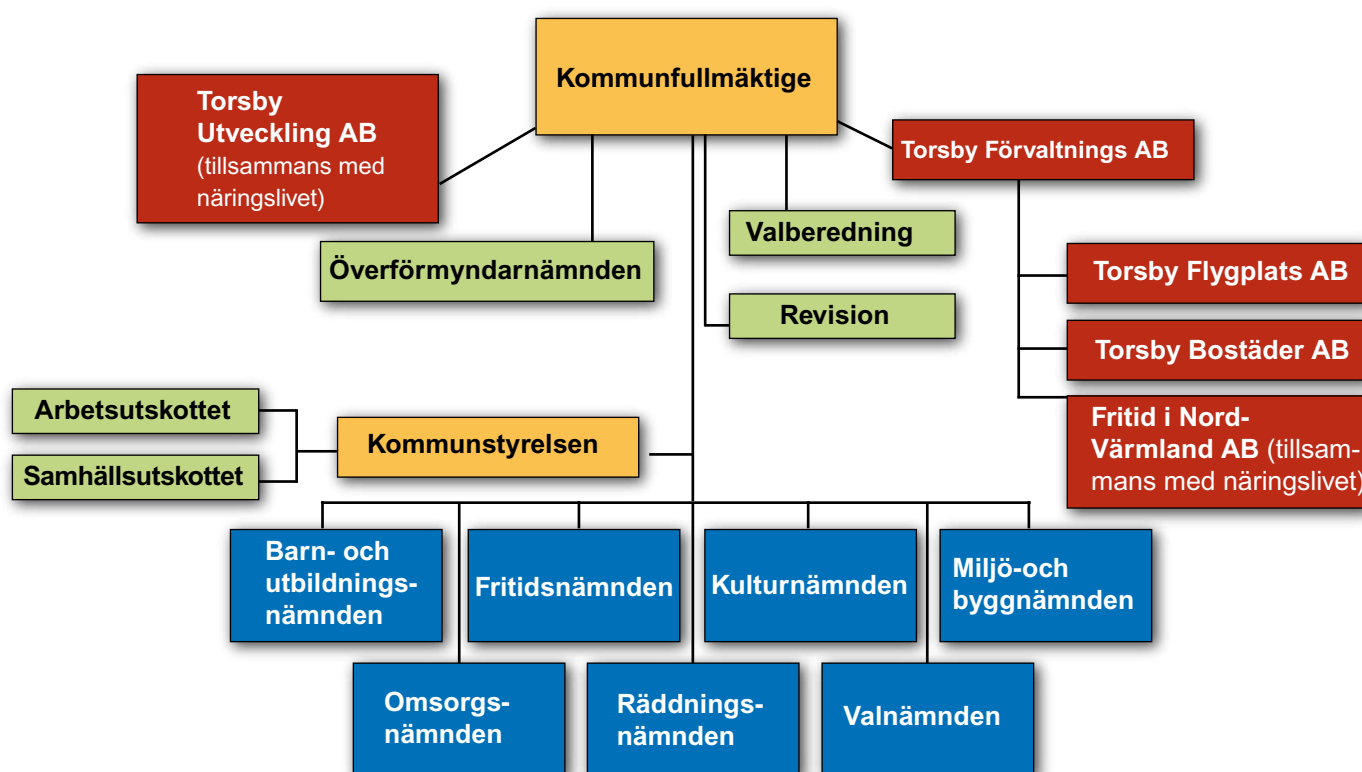 Kommunfullmäktige
Torsby
Utveckling AB
(tillsammans med
näringslivet)
Torsby Förvaltnings AB
Valberedning
Överförmyndarnämnden
Torsby Flygplats AB
Revision
Torsby Bostäder AB
Arbetsutskottet
Kommunstyrelsen
Samhällsutskottet
Fritid i Nord-
Värmland AB (tillsam-
mans med näringslivet)
Barn- och
utbildnings-
nämnden
Fritidsnämnden
Kulturnämnden
Miljö-och
byggnämnden
Omsorgs-
nämnden
Räddnings-
nämnden
Valnämnden